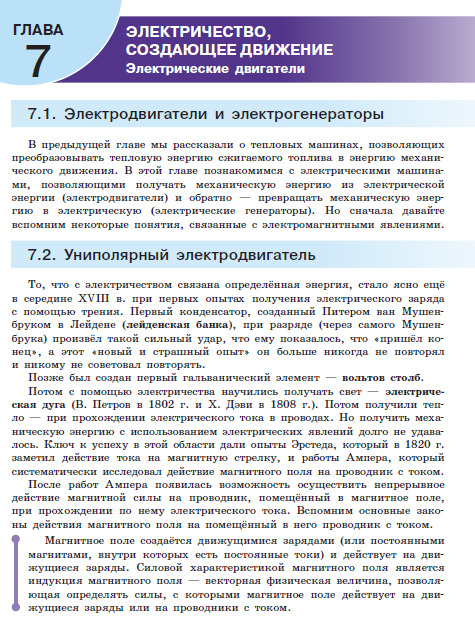 ГЛАВА
7
ЭЛЕКТРИЧЕСТВО,
СОЗДАЮЩЕЕ ДВИЖЕНИЕ
Электрические двигатели
7.1. Электродвигатели и электрогенераторы
В предыдущей главе мы рассказали о тепловых машинах, позволяющих
преобразовывать тепловую энергию сжигаемого топлива в энергию механи-
ческого движения. В этой главе познакомимся с электрическими машина-
ми, позволяющими получать механическую энергию из электрической
энергии (электродвигатели) и обратно — превращать механическую энер-
гию в электрическую (электрические генераторы). Но сначала давайте
вспомним некоторые понятия, связанные с электромагнитными явлениями.
7.2. Униполярный электродвигатель
То, что с электричеством связана определённая энергия, стало ясно ещё
в середине XVIII в. при первых опытах получения электрического заряда
с помощью трения. Первый конденсатор, созданный Питером ван Мушен-
бруком в Лейдене (лейденская банка), при разряде (через самого Мушен-
брука) произвёл такой сильный удар, что ему показалось, что «пришёл ко-
нец», а этот «новый и страшный опыт» он больше никогда не повторял
и никому не советовал повторять.
Позже был создан первый гальванический элемент — вольтов столб.
Потом с помощью электричества научились получать свет — электриче-
ская дуга (В. Петров в 1802 г. и Х. Дэви в 1808 г.). Потом получили теп-
ло — при прохождении электрического тока в проводах. Но получить меха-
ническую энергию с использованием электрических явлений долго не удава-
лось. Ключ к успеху в этой области дали опыты Эрстеда, который в 1820 г.
заметил действие тока на магнитную стрелку, и работы Ампера, который
систематически исследовал действие магнитного поля на проводник с током.
После работ Ампера появилась возможность осуществить непрерывное
действие магнитной силы на проводник, помещённый в магнитное поле,
при прохождении по нему электрического тока. Вспомним основные зако-
ны действия магнитного поля на помещённый в него проводник с током.
Магнитное поле создаётся движущимися зарядами (или постоянными
магнитами, внутри которых есть постоянные токи) и действует на дви-
жущиеся заряды. Силовой характеристикой магнитного поля является
индукция магнитного поля — векторная физическая величина, позволя-
ющая определять силы, с которыми магнитное поле действует на дви-
жущиеся заряды или на проводники с током.